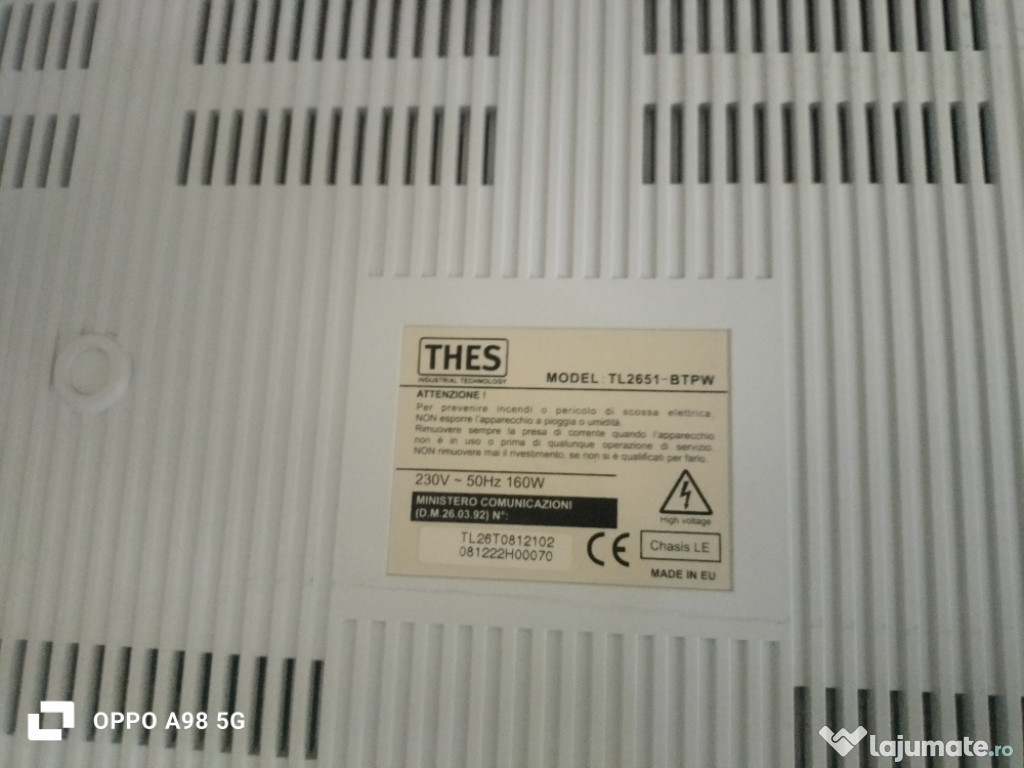 THES
INDUSTRIAL TECHNOLOGY
MODEL: TL2651-BTPW
ATTENZIONE !
Per prevenire incendi o pericolo di scossa elettrica.
NON esporre l'apparecchio a pioggia o umidità.
Rimuovere sempre la presa di corrente quando l'apparecchio
non è in uso o prima di qualunque operazione di servizio.
NON rimuovere mai il rivestimento, se non si è qualificati per farlo.
230V ~ 50Hz 160W
MINISTERO COMUNICAZIONI
(D.M.26.03.92) N°:
High voltage
TL26T0812102
081222H00070
CE
Chasis LE
MADE IN EU
OPPO A98 5G
lajumate.ro